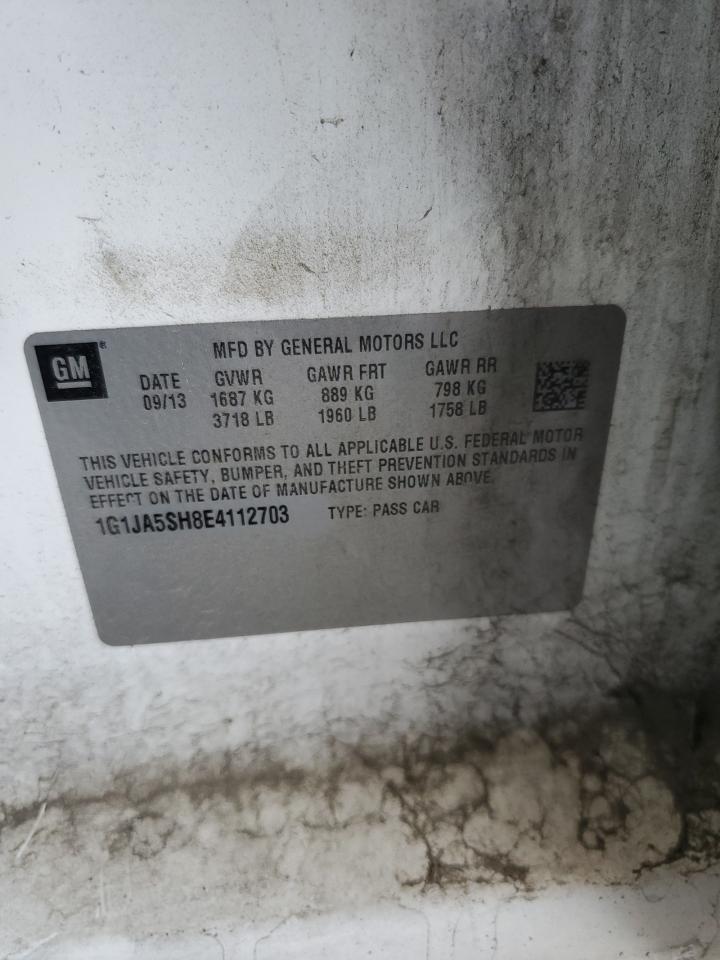 GM ®
MFD BY GENERAL MOTORS LLC
DATE GVWR GAWR FRT GAWR RR
09/13 1687 KG 889 KG 798 KG
3718 LB 1960 LB 1758 LB
THIS VEHICLE CONFORMS TO ALL APPLICABLE U.S. FEDERAL MOTOR
VEHICLE SAFETY, BUMPER, AND THEFT PREVENTION STANDARDS IN
EFFECT ON THE DATE OF MANUFACTURE SHOWN ABOVE.
1G1JA5SH8E4112703 TYPE: PASS CAR